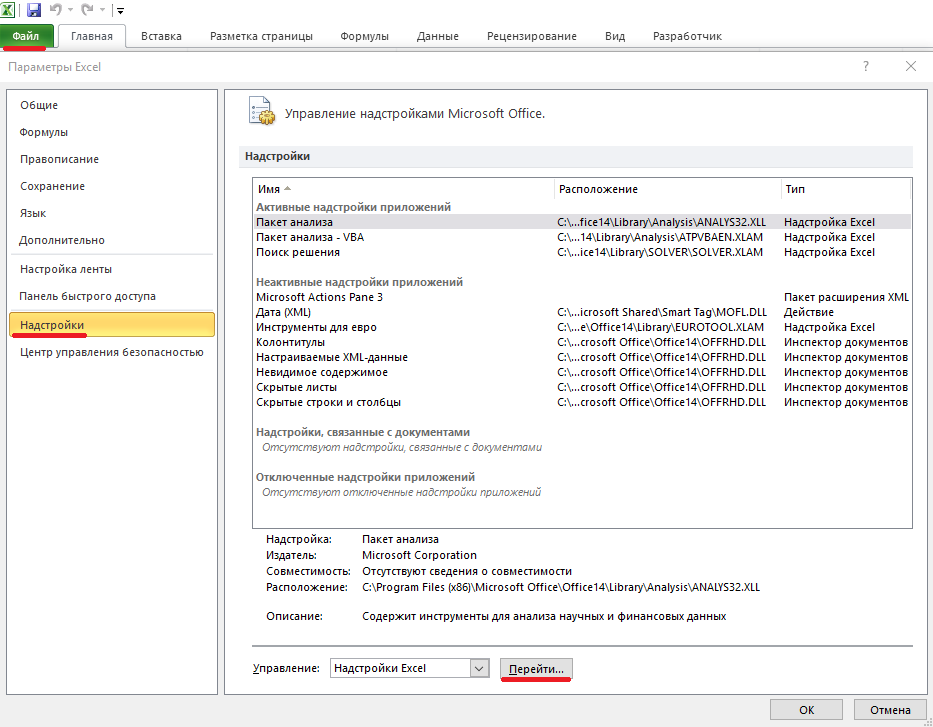 Файл Главная Вставка Разметка страницы Формулы Данные Рецензирование Вид Разработчик
Параметры Excel ?
Общие
Формулы
Правописание
Сохранение
Язык
Дополнительно
Настройка ленты
Панель быстрого доступа
Надстройки
Центр управления безопасностью
Управление надстройками Microsoft Office.
Надстройки
Имя Расположение Тип
Активные надстройки приложений
Пакет анализа C:\...fice14\Library\Analysis\ANALYS32.XLL Надстройка Excel
Пакет анализа - VBA C:\...14\Library\Analysis\ATPVBAEN.XLAM Надстройка Excel
Поиск решения C:\...ice14\Library\SOLVER\SOLVER.XLAM Надстройка Excel
Неактивные надстройки приложений
Microsoft Actions Pane 3 Пакет расширения XML
Дата (XML) C:\...icrosoft Shared\Smart Tag\MOFL.DLL Действие
Инструменты для евро C:\...e\Office14\Library\EUROTOOL.XLAM Надстройка Excel
Колонтитулы C:\...crosoft Office\Office14\OFFRHD.DLL Инспектор документов
Настраиваемые XML-данные C:\...crosoft Office\Office14\OFFRHD.DLL Инспектор документов
Невидимое содержимое C:\...crosoft Office\Office14\OFFRHD.DLL Инспектор документов
Скрытые листы C:\...crosoft Office\Office14\OFFRHD.DLL Инспектор документов
Скрытые строки и столбцы C:\...crosoft Office\Office14\OFFRHD.DLL Инспектор документов
Надстройки, связанные с документами
Отсутствуют надстройки, связанные с документами
Отключенные надстройки приложений
Отсутствуют отключенные надстройки приложений
Надстройка: Пакет анализа
Издатель: Microsoft Corporation
Совместимость: Отсутствуют сведения о совместимости
Расположение: C:\Program Files (x86)\Microsoft Office\Office14\Library\Analysis\ANALYS32.XLL
Описание: Содержит инструменты для анализа научных и финансовых данных
Управление: Надстройки Excel Перейти...
ОК Отмена